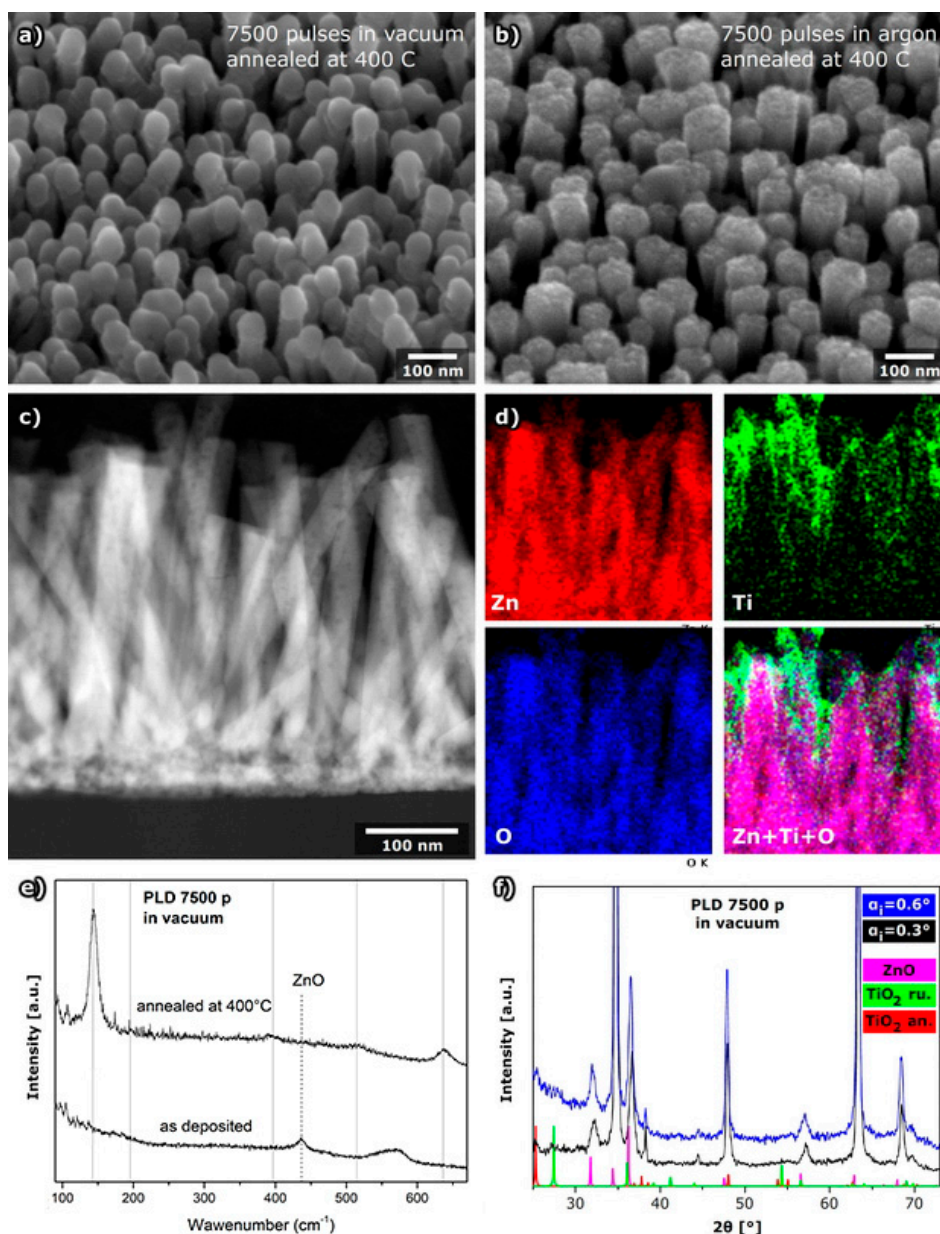 a)
7500 pulses in vacuum
annealed at 400 C
100 nm
b)
7500 pulses in argon
annealed at 400 C
100 nm
c)
100 nm
d)
Zn
Ti
O
O K
Zn+Ti+O
e)
PLD 7500 p
in vacuum
ZnO
annealed at 400°C
as deposited
Intensity [a.u.]
100 200 300 400 500 600
Wavenumber (cm⁻¹)
f)
PLD 7500 p
in vacuum
αᵢ=0.6°
αᵢ=0.3°
ZnO
TiO₂ ru.
TiO₂ an.
Intensity [a.u.]
30 40 50 60 70
2θ [°]